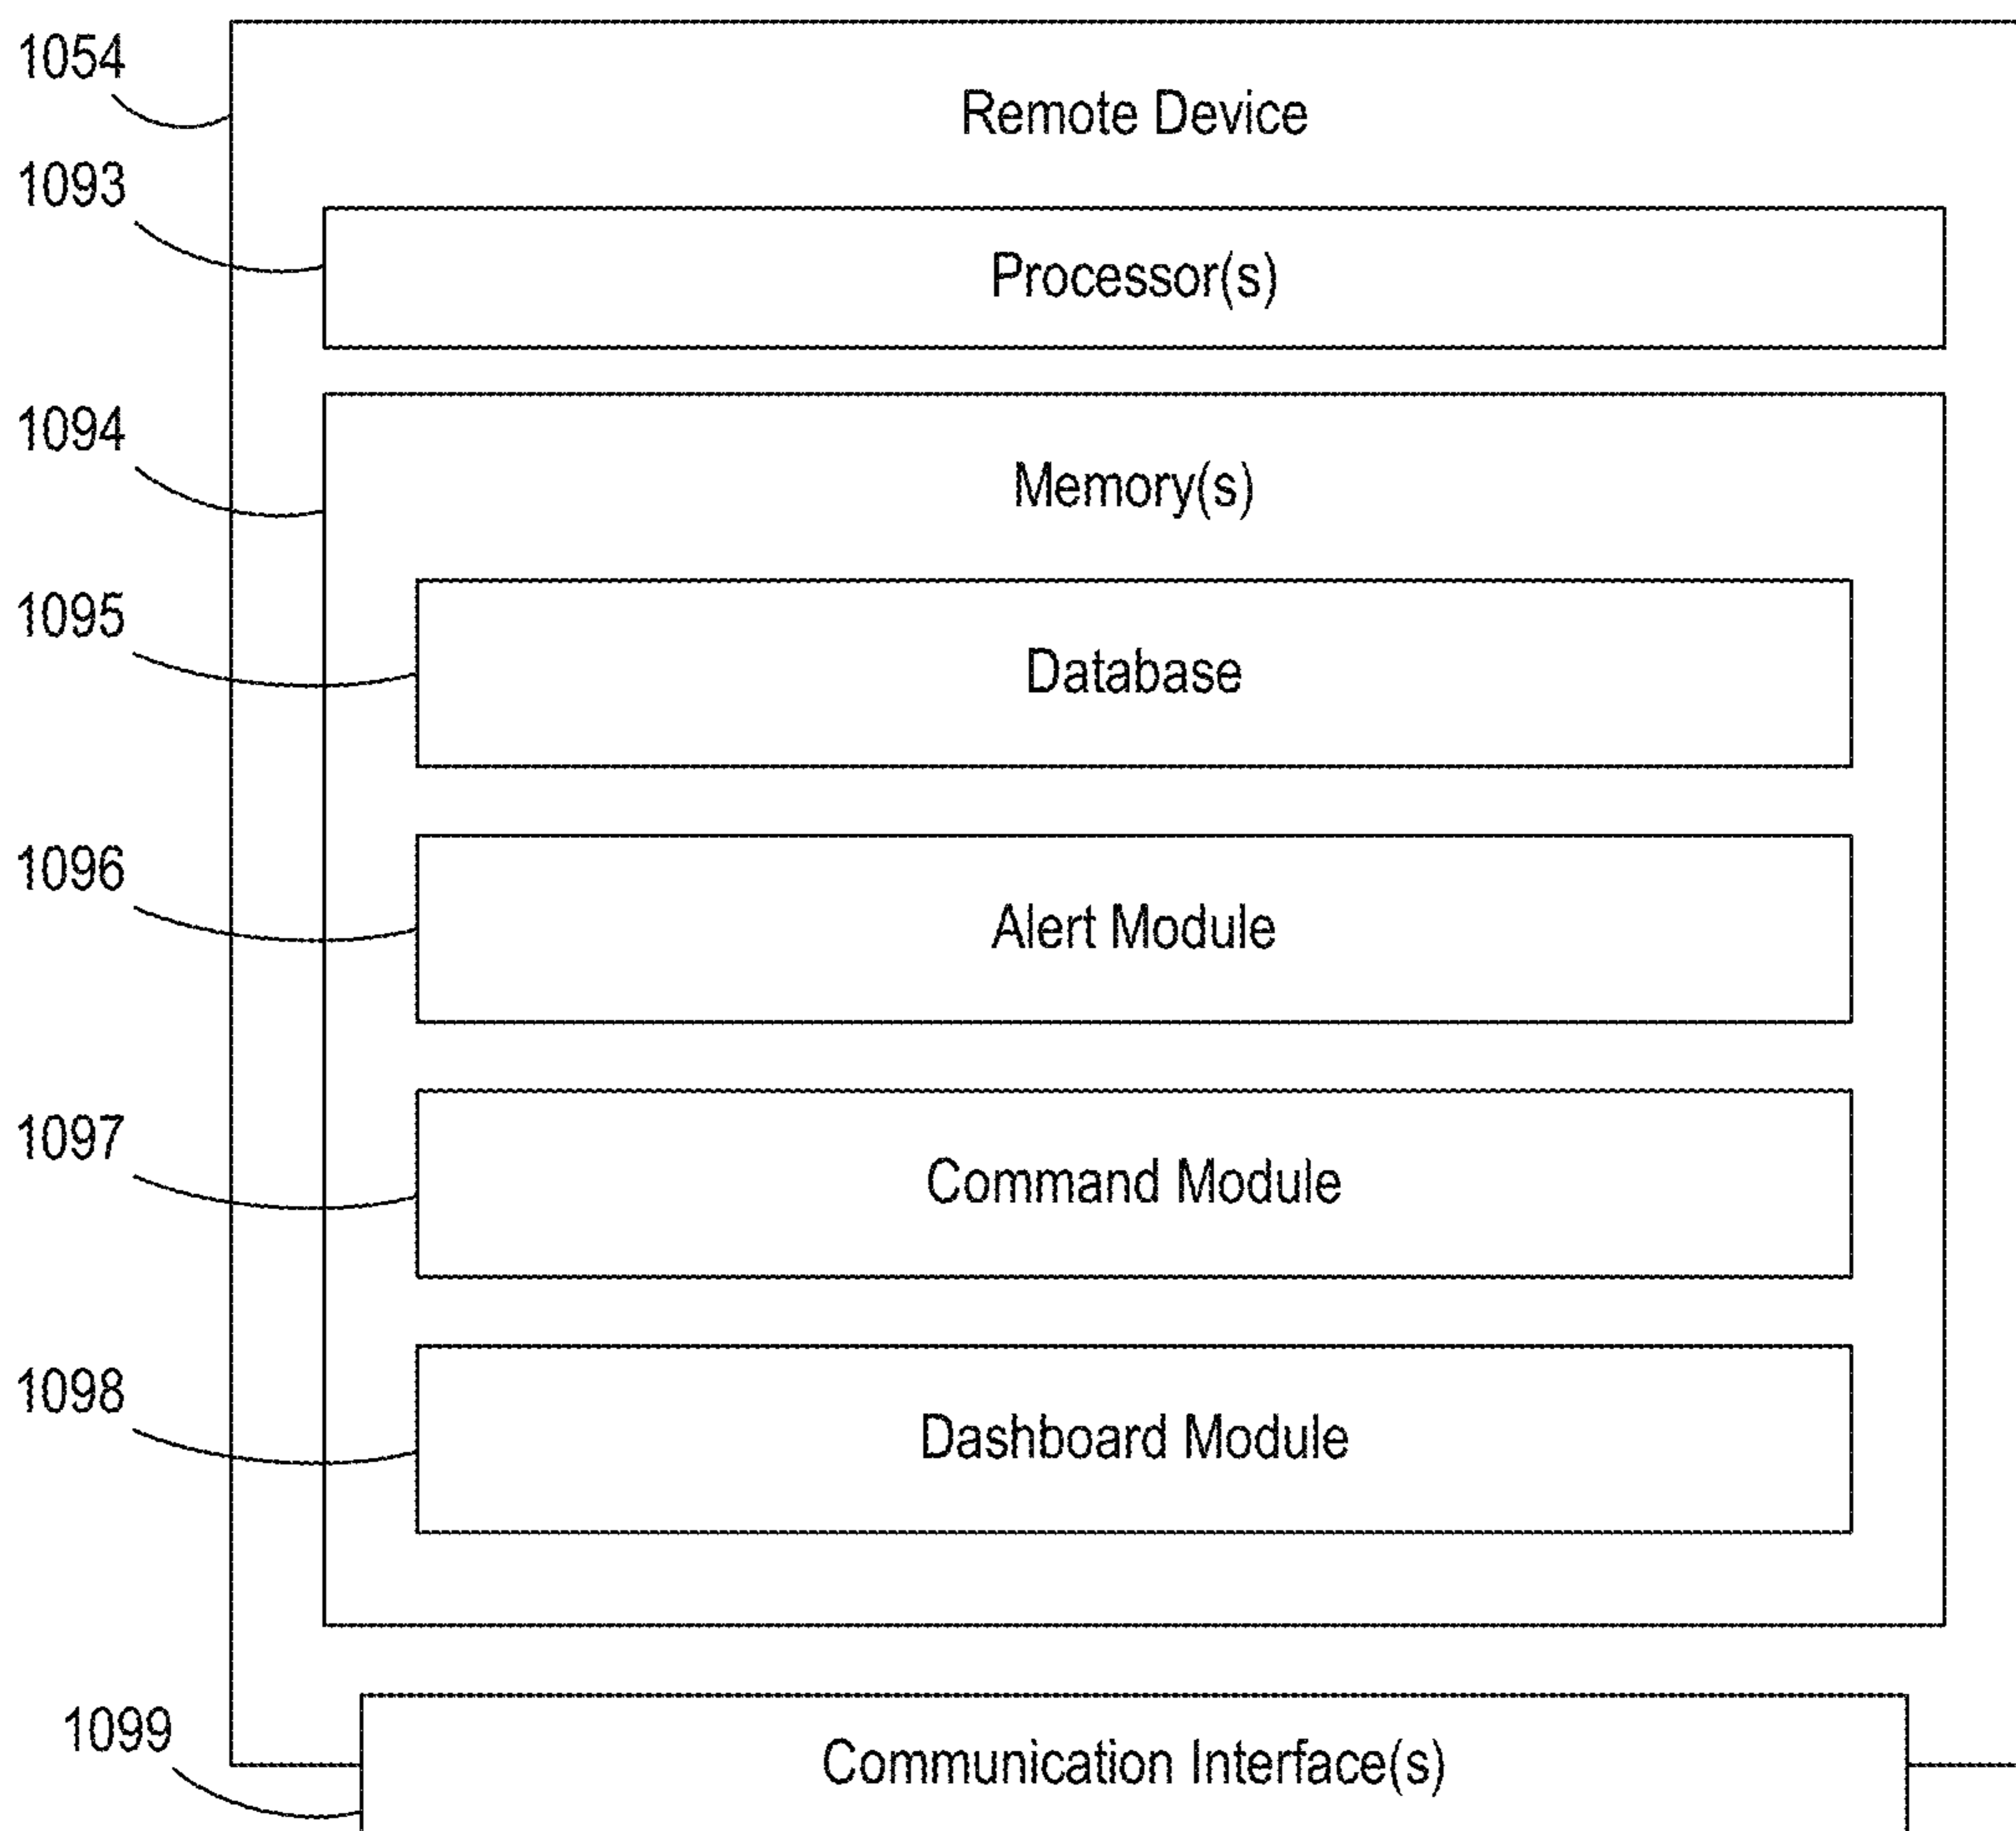 1054
Remote Device
1093
Processor(s)
1094
Memory(s)
1095
Database
1096
Alert Module
1097
Command Module
1098
Dashboard Module
1099
Communication Interface(s)